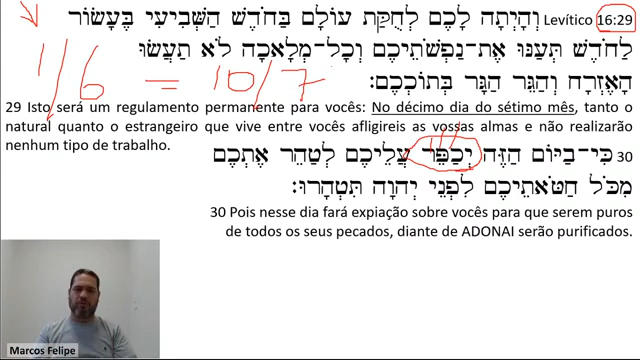 וְהָיְתָה לָכֶם לְחֻקַּת עוֹלָם בַּחֹדֶשׁ הַשְּׁבִיעִי בֶּעָשׂוֹר Levítico 16:29
לַחֹדֶשׁ תְּעַנּוּ אֶת־נַפְשֹׁתֵיכֶם וְכָל־מְלָאכָה לֹא תַעֲשׂוּ
הָאֶזְרָח וְהַגֵּר הַגָּר בְּתוֹכְכֶם׃
1/6 = 10/7
29 Isto será um regulamento permanente para vocês: No décimo dia do sétimo mês, tanto o
natural quanto o estrangeiro que vive entre vocês afligireis as vossas almas e não realizarão
nenhum tipo de trabalho.
30 כִּי־בַיּוֹם הַזֶּה יְכַפֵּר עֲלֵיכֶם לְטַהֵר אֶתְכֶם
מִכֹּל חַטֹּאתֵיכֶם לִפְנֵי יְהוָה תִּטְהָרוּ׃
30 Pois nesse dia fará expiação sobre vocês para que serem puros
de todos os seus pecados, diante de ADONAI serão purificados.
Marcos Felipe